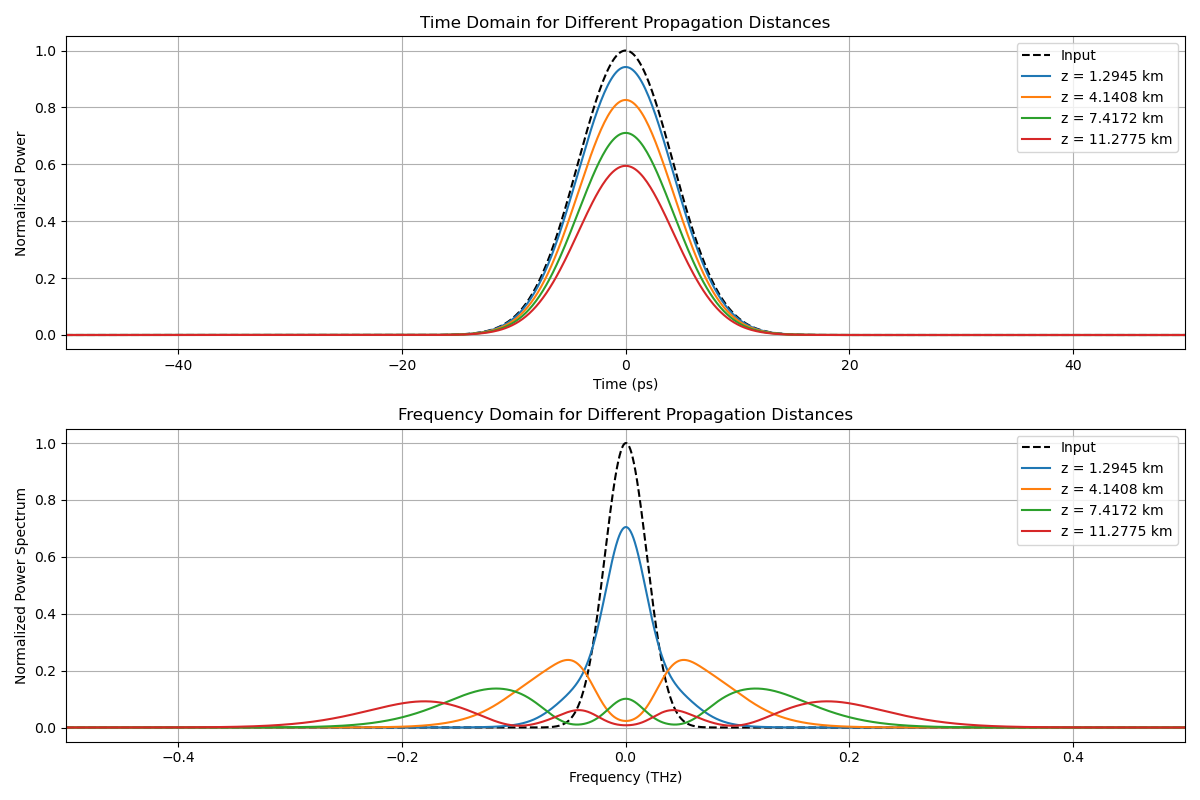 Time Domain for Different Propagation Distances
Normalized Power
1.0
0.8
0.6
0.4
0.2
0.0
Input
z = 1.2945 km
z = 4.1408 km
z = 7.4172 km
z = 11.2775 km
−40
−20
0
20
40
Time (ps)
Frequency Domain for Different Propagation Distances
Normalized Power Spectrum
1.0
0.8
0.6
0.4
0.2
0.0
Input
z = 1.2945 km
z = 4.1408 km
z = 7.4172 km
z = 11.2775 km
−0.4
−0.2
0.0
0.2
0.4
Frequency (THz)